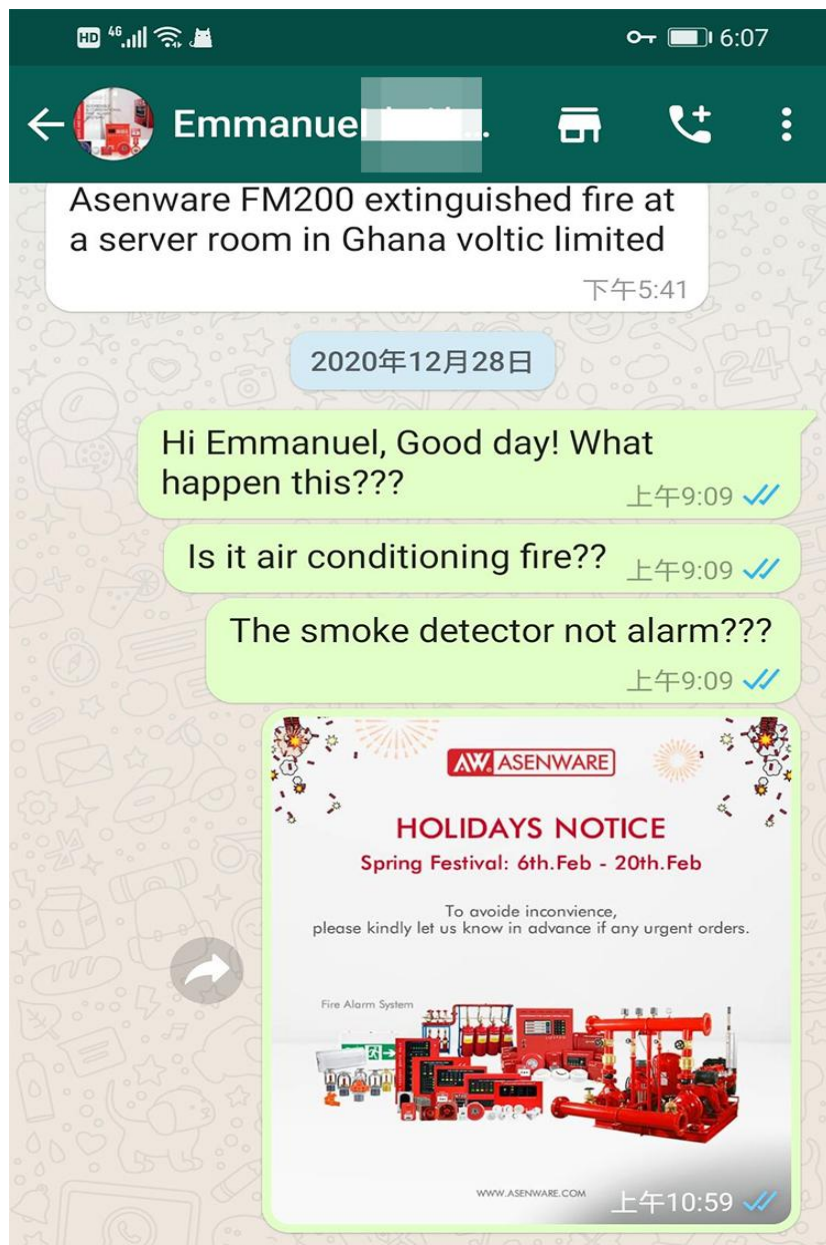 HD 4G 6:07
Emmanuel ...
Asenware FM200 extinguished fire at
a server room in Ghana voltic limited
下午5:41
2020年12月28日
Hi Emmanuel, Good day! What
happen this???
上午9:09
Is it air conditioning fire??
上午9:09
The smoke detector not alarm???
上午9:09
AW. ASENWARE
HOLIDAYS NOTICE
Spring Festival: 6th.Feb - 20th.Feb
To avoide inconvience,
please kindly let us know in advance if any urgent orders.
Fire Alarm System
WWW.ASENWARE.COM
上午10:59